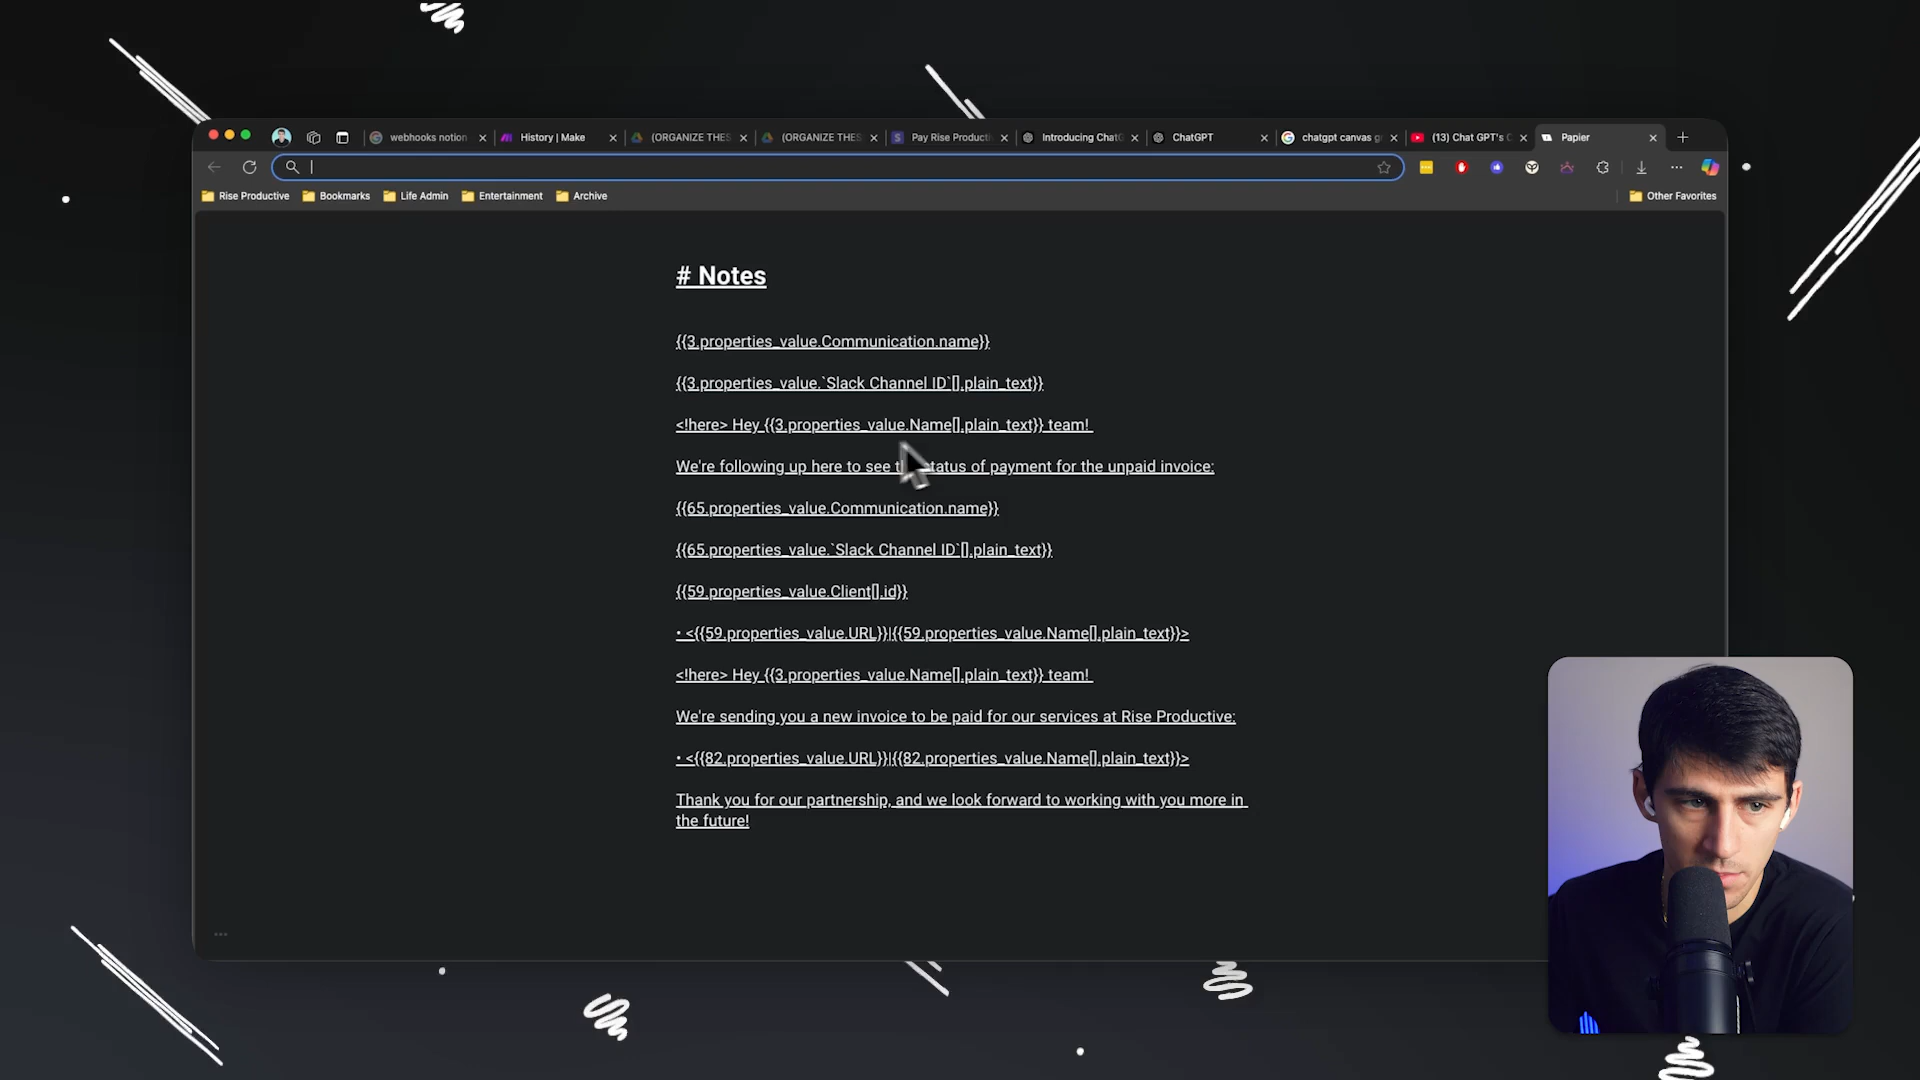 webhooks notion
History | Make
(ORGANIZE THES
(ORGANIZE THES
Pay Rise Producti
Introducing ChatG
ChatGPT
chatgpt canvas g
(13) Chat GPT's C
Papier
Rise Productive
Bookmarks
Life Admin
Entertainment
Archive
Other Favorites
# Notes
{{3.properties_value.Communication.name}}
{{3.properties_value.`Slack Channel ID`[].plain_text}}
<!here> Hey {{3.properties_value.Name[].plain_text}} team!
We're following up here to see the status of payment for the unpaid invoice:
{{65.properties_value.Communication.name}}
{{65.properties_value.`Slack Channel ID`[].plain_text}}
{{59.properties_value.Client[].id}}
• <{{59.properties_value.URL}}|{{59.properties_value.Name[].plain_text}}>
<!here> Hey {{3.properties_value.Name[].plain_text}} team!
We're sending you a new invoice to be paid for our services at Rise Productive:
• <{{82.properties_value.URL}}|{{82.properties_value.Name[].plain_text}}>
Thank you for our partnership, and we look forward to working with you more in
the future!